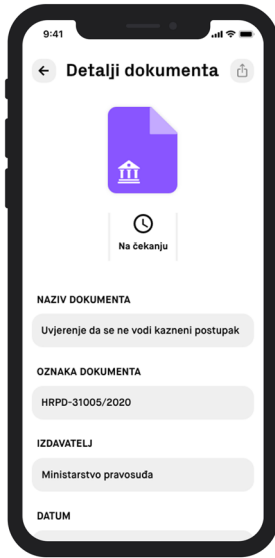 9:41
Detalji dokumenta
Na čekanju
NAZIV DOKUMENTA
Uvjerenje da se ne vodi kazneni postupak
OZNAKA DOKUMENTA
HRPD-31005/2020
IZDAVATELJ
Ministarstvo pravosuđa
DATUM